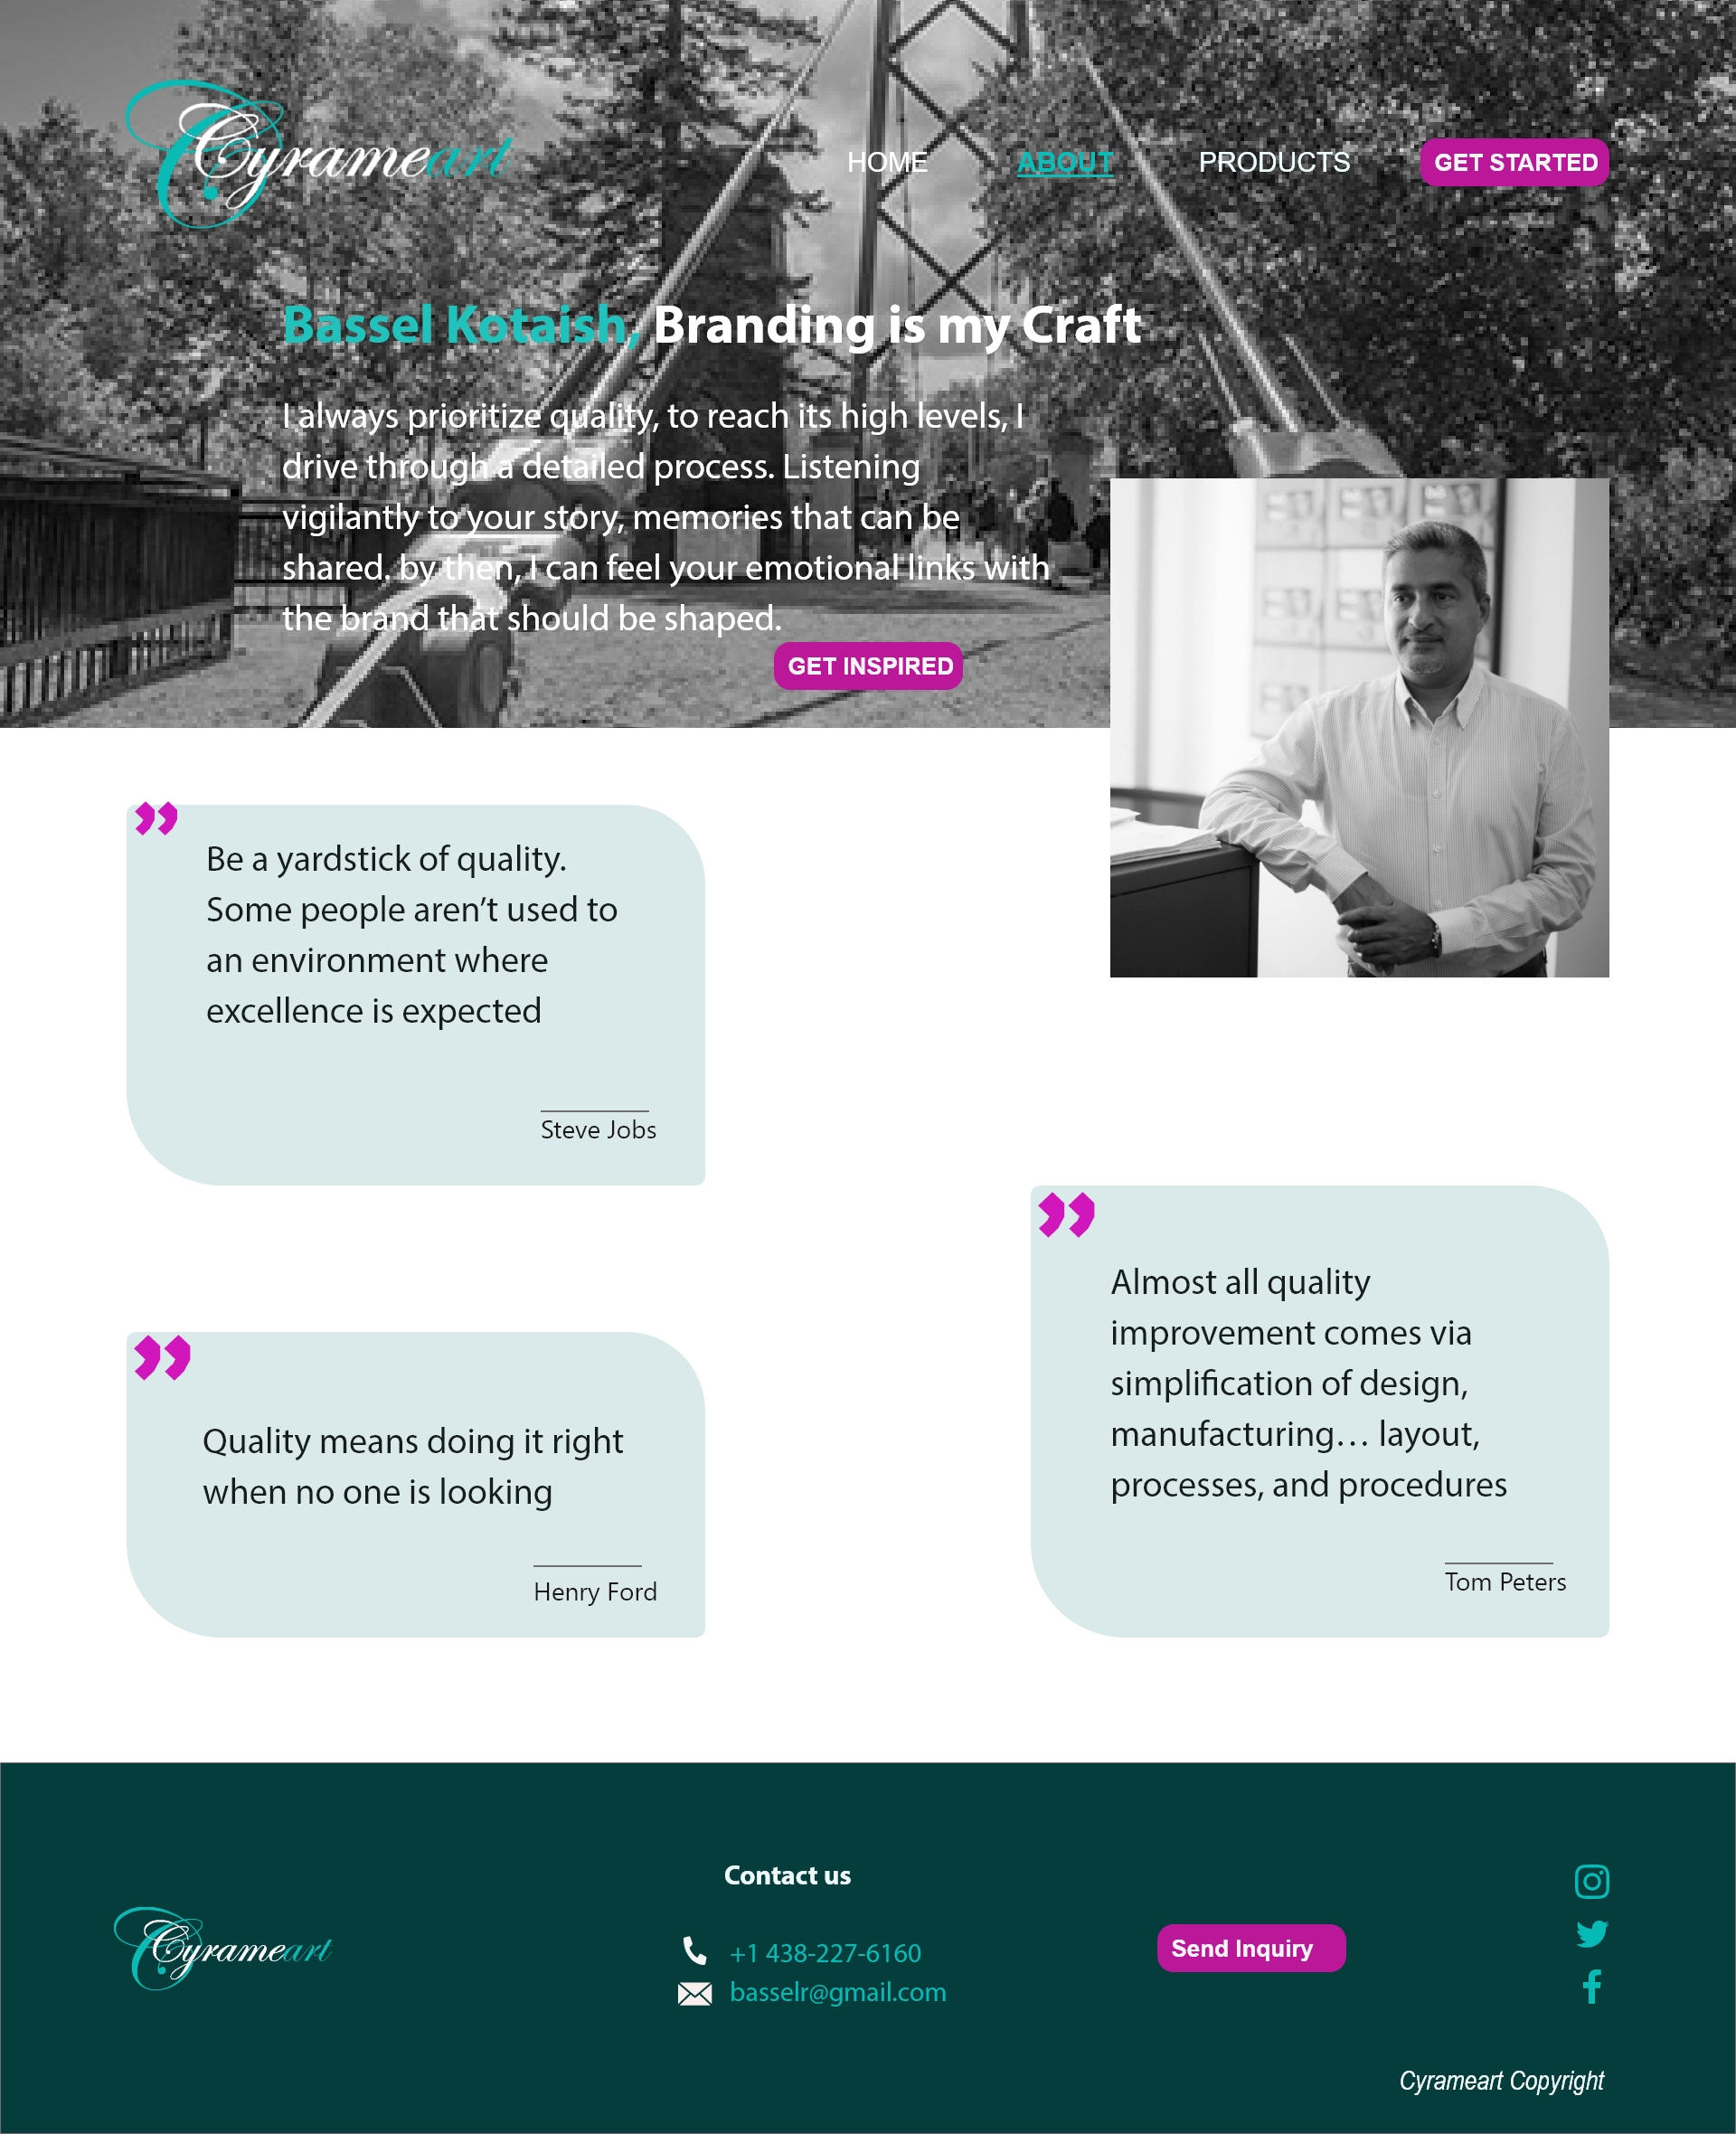 Cyrameart
HOME ABOUT PRODUCTS GET STARTED
Bassel Kotaish, Branding is my Craft
I always prioritize quality, to reach its high levels, I
drive through a detailed process. Listening
vigilantly to your story, memories that can be
shared. by then, I can feel your emotional links with
the brand that should be shaped.
GET INSPIRED
”
Be a yardstick of quality.
Some people aren’t used to
an environment where
excellence is expected
Steve Jobs
”
Quality means doing it right
when no one is looking
Henry Ford
”
Almost all quality
improvement comes via
simplification of design,
manufacturing… layout,
processes, and procedures
Tom Peters
Cyrameart
Contact us
+1 438-227-6160
basselr@gmail.com
Send Inquiry
Cyrameart Copyright